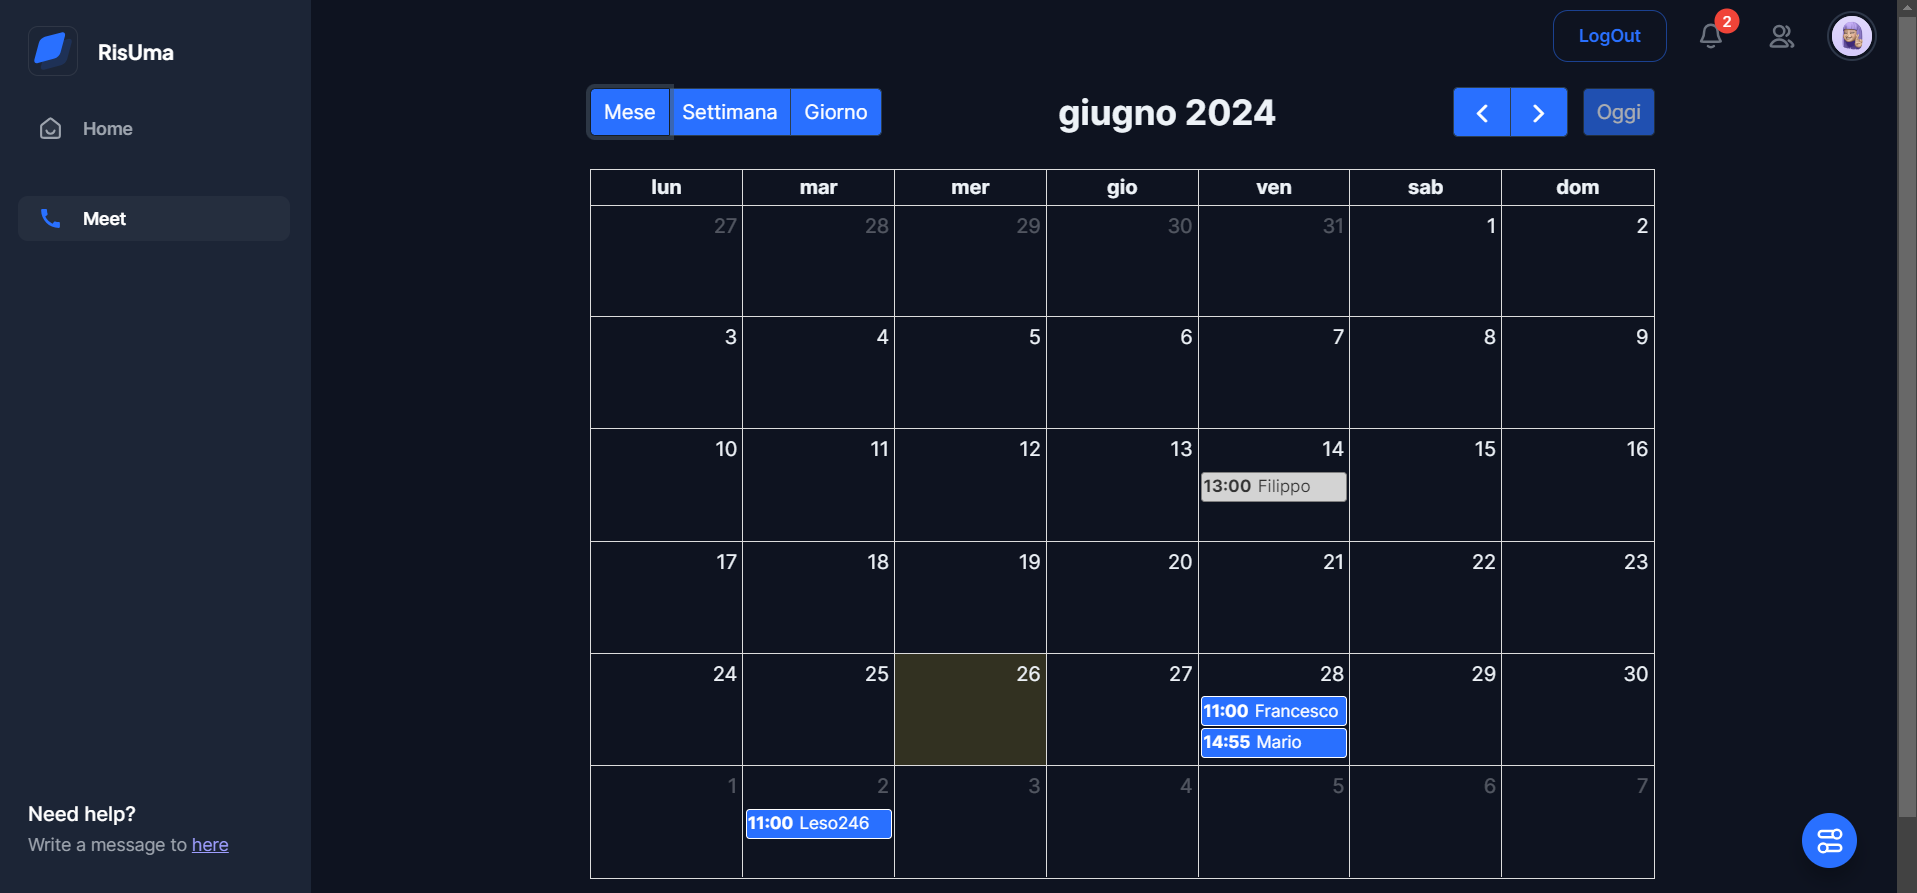 RisUma
LogOut
2
Home
Meet
Mese Settimana Giorno
giugno 2024
Oggi
lun mar mer gio ven sab dom
27 28 29 30 31 1 2
3 4 5 6 7 8 9
10 11 12 13 14 15 16
13:00 Filippo
17 18 19 20 21 22 23
24 25 26 27 28 29 30
11:00 Francesco
14:55 Mario
1 2 3 4 5 6 7
11:00 Leso246
Need help?
Write a message to here